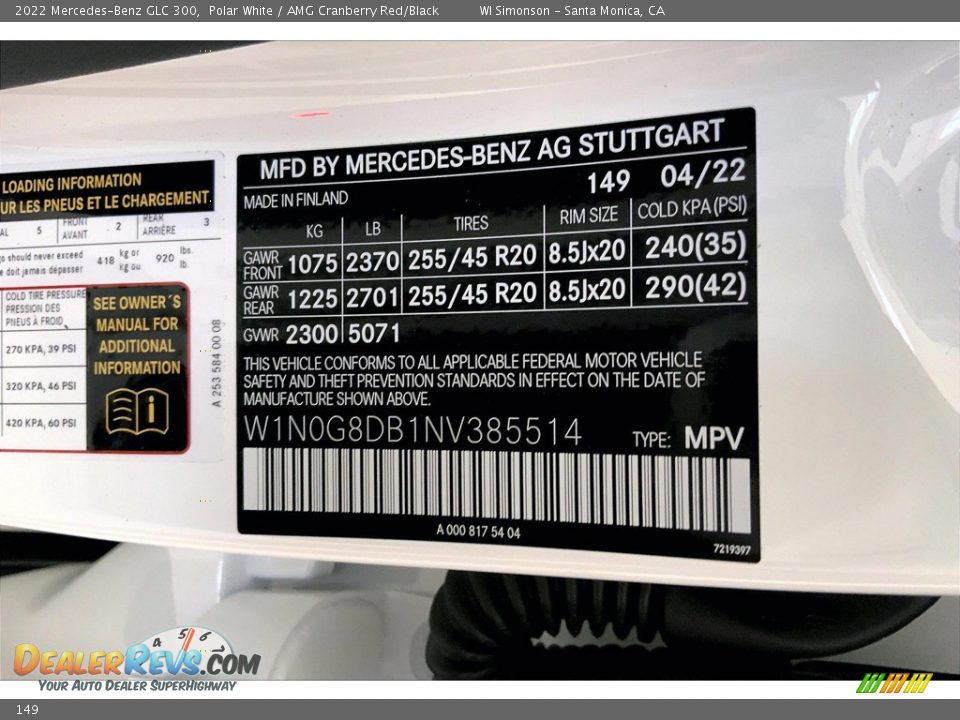 2022 Mercedes-Benz GLC 300, Polar White / AMG Cranberry Red/Black WI Simonson - Santa Monica, CA
LOADING INFORMATION
UR LES PNEUS ET LE CHARGEMENT.
AL 5 FRONT AVANT 2 REAR ARRIÈRE 3
go should never exceed
e doit jamais dépasser
418 kg or kg ou 920 lbs. lb.
COLD TIRE PRESSURE
PRESSION DES
PNEUS À FROID
270 KPA, 39 PSI
320 KPA, 46 PSI
420 KPA, 60 PSI
SEE OWNER´S
MANUAL FOR
ADDITIONAL
INFORMATION
A 253 584 00 08
MFD BY MERCEDES-BENZ AG STUTTGART
149 04/22
MADE IN FINLAND
KG LB TIRES RIM SIZE COLD KPA(PSI)
GAWR FRONT 1075 2370 255/45 R20 8.5Jx20 240(35)
GAWR REAR 1225 2701 255/45 R20 8.5Jx20 290(42)
GVWR 2300 5071
THIS VEHICLE CONFORMS TO ALL APPLICABLE FEDERAL MOTOR VEHICLE
SAFETY AND THEFT PREVENTION STANDARDS IN EFFECT ON THE DATE OF
MANUFACTURE SHOWN ABOVE.
W1N0G8DB1NV385514 TYPE: MPV
A 000 817 54 04
7219397
4 5 6
DEALERREVS.COM
YOUR AUTO DEALER SUPERHIGHWAY
149